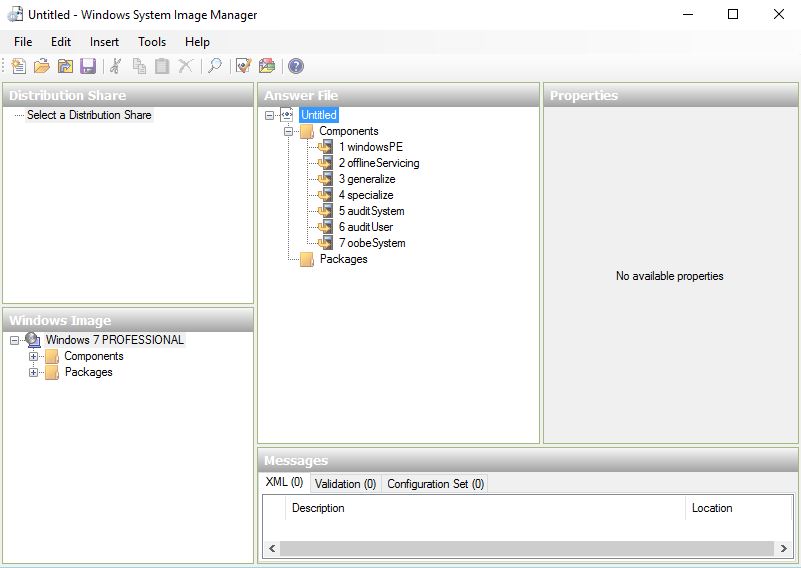 Untitled - Windows System Image Manager
File Edit Insert Tools Help
Distribution Share
Select a Distribution Share
Windows Image
Windows 7 PROFESSIONAL
Components
Packages
Answer File
Untitled
Components
1 windowsPE
2 offlineServicing
3 generalize
4 specialize
5 auditSystem
6 auditUser
7 oobeSystem
Packages
Properties
No available properties
Messages
XML (0) Validation (0) Configuration Set (0)
Description Location